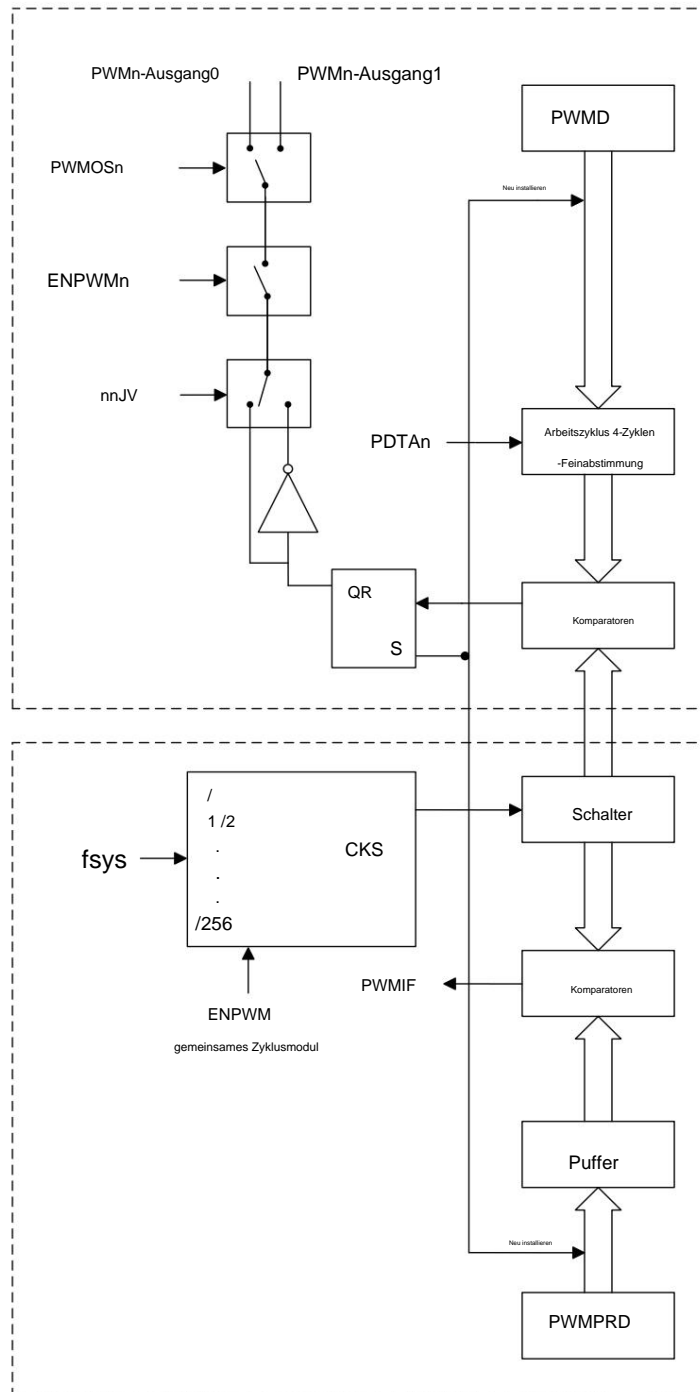 PWMn-Ausgang0
PWMn-Ausgang1
PWMD
PWMOSn
Neu installieren
ENPWMn
nnJV
PDTAn
Arbeitszyklus 4-Zyklen
-Feinabstimmung
QR
S
Komparatoren
/
1 /2
.
.
.
/256
CKS
fsys
Schalter
PWMIF
Komparatoren
ENPWM
gemeinsames Zyklusmodul
Puffer
Neu installieren
PWMPRD